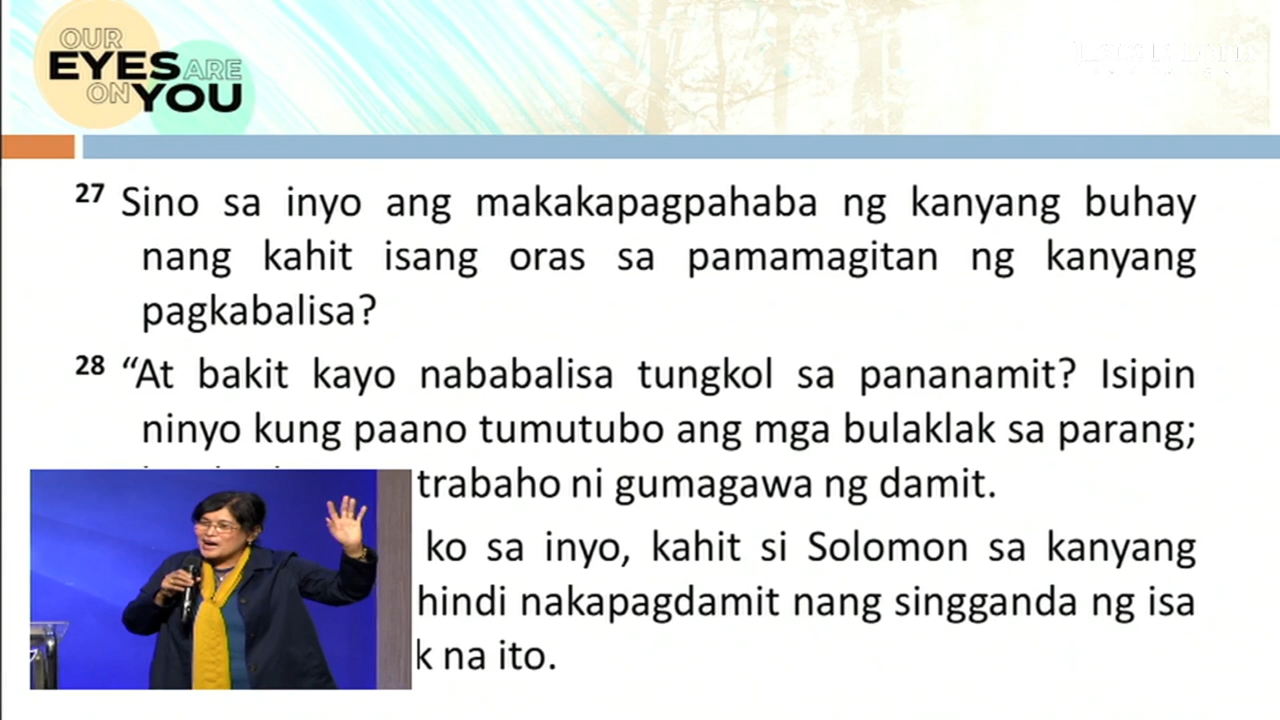 OUR
EYES ARE
ON YOU
27 Sino sa inyo ang makakapagpahaba ng kanyang buhay
nang kahit isang oras sa pamamagitan ng kanyang
pagkabalisa?
28 “At bakit kayo nababalisa tungkol sa pananamit? Isipin
ninyo kung paano tumutubo ang mga bulaklak sa parang;
trabaho ni gumagawa ng damit.
ko sa inyo, kahit si Solomon sa kanyang
hindi nakapagdamit nang singganda ng isa
k na ito.